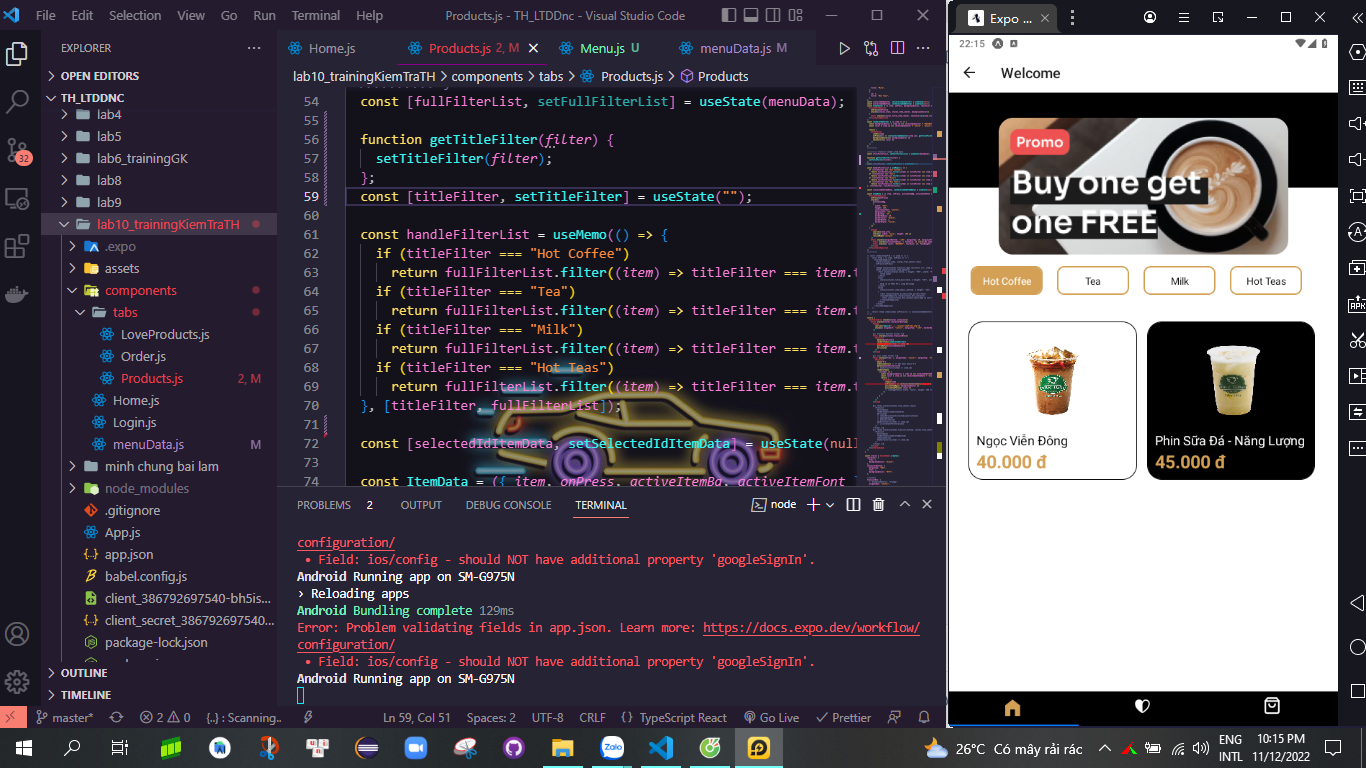 File Edit Selection View Go Run Terminal Help
Products.js - TH_LTDDnc - Visual Studio Code
EXPLORER
OPEN EDITORS
TH_LTDDNC
lab4
lab5
lab6_trainingGK
lab8
lab9
lab10_trainingKiemTraTH
.expo
assets
components
tabs
LoveProducts.js
Order.js
Products.js 2, M
Home.js
Login.js
menuData.js M
minh chung bai lam
node_modules
.gitignore
App.js
app.json
babel.config.js
client_386792697540-bh5is...
client_secret_386792697540...
package-lock.json
OUTLINE
TIMELINE
32
Home.js Products.js 2, M Menu.js U menuData.js M
lab10_trainingKiemTraTH > components > tabs > Products.js > Products
54 const [fullFilterList, setFullFilterList] = useState(menuData);
55
56 function getTitleFilter(filter) {
57 setTitleFilter(filter);
58 };
59 const [titleFilter, setTitleFilter] = useState("");
60
61 const handleFilterList = useMemo(() => {
62 if (titleFilter === "Hot Coffee")
63 return fullFilterList.filter((item) => titleFilter === item.t
64 if (titleFilter === "Tea")
65 return fullFilterList.filter((item) => titleFilter === item.t
66 if (titleFilter === "Milk")
67 return fullFilterList.filter((item) => titleFilter === item.t
68 if (titleFilter === "Hot Teas")
69 return fullFilterList.filter((item) => titleFilter === item.t
70 }, [titleFilter, fullFilterList]);
71
72 const [selectedIdItemData, setSelectedIdItemData] = useState(null
73
74 const ItemData = ({ item, onPress, activeItemBg, activeItemFont }
PROBLEMS 2 OUTPUT DEBUG CONSOLE TERMINAL node
configuration/
• Field: ios/config - should NOT have additional property 'googleSignIn'.
Android Running app on SM-G975N
› Reloading apps
Android Bundling complete 129ms
Error: Problem validating fields in app.json. Learn more: https://docs.expo.dev/workflow/
configuration/
• Field: ios/config - should NOT have additional property 'googleSignIn'.
Android Running app on SM-G975N
master* 2 0 {..} : Scanning.. Ln 59, Col 51 Spaces: 2 UTF-8 CRLF {} TypeScript React Go Live Prettier
Expo
22:15
Welcome
Promo
Buy one get
one FREE
Hot Coffee Tea Milk Hot Teas
Ngọc Viễn Đông
40.000 đ
Phin Sữa Đá - Năng Lượng
45.000 đ
Zalo
26°C Có mây rải rác
ENG
INTL
10:15 PM
11/12/2022